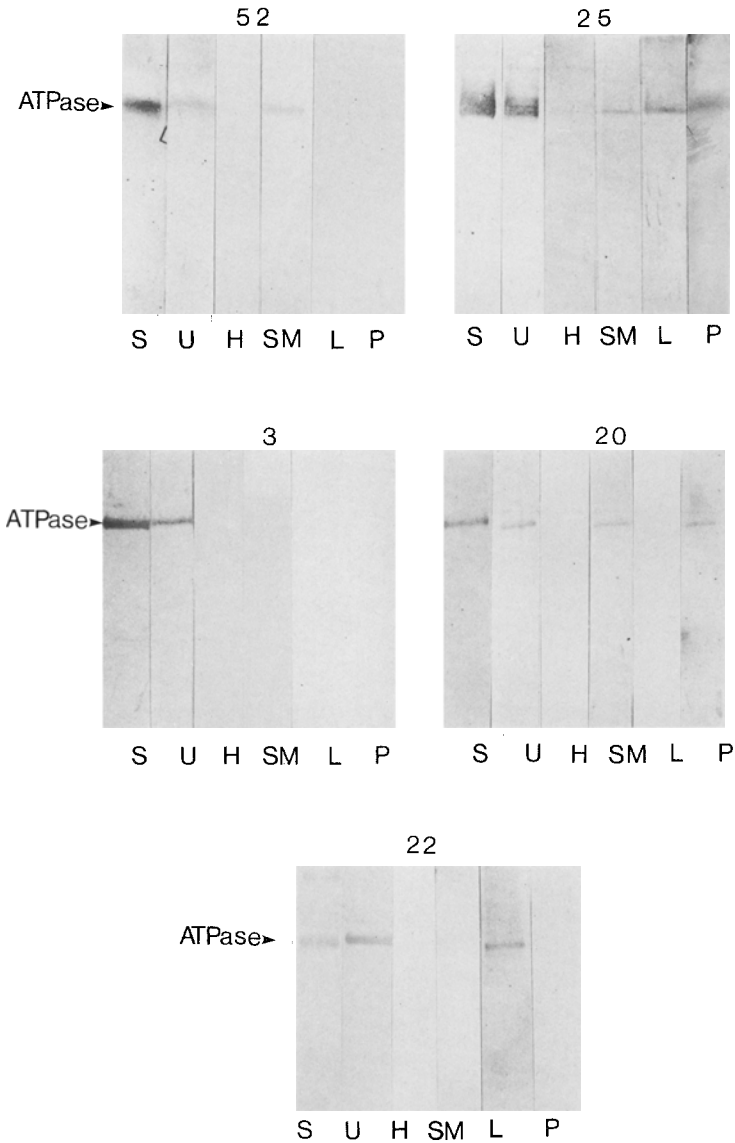 52
25
ATPase
S U H SM L P
S U H SM L P
3
20
ATPase
S U H SM L P
S U H SM L P
22
ATPase
S U H SM L P